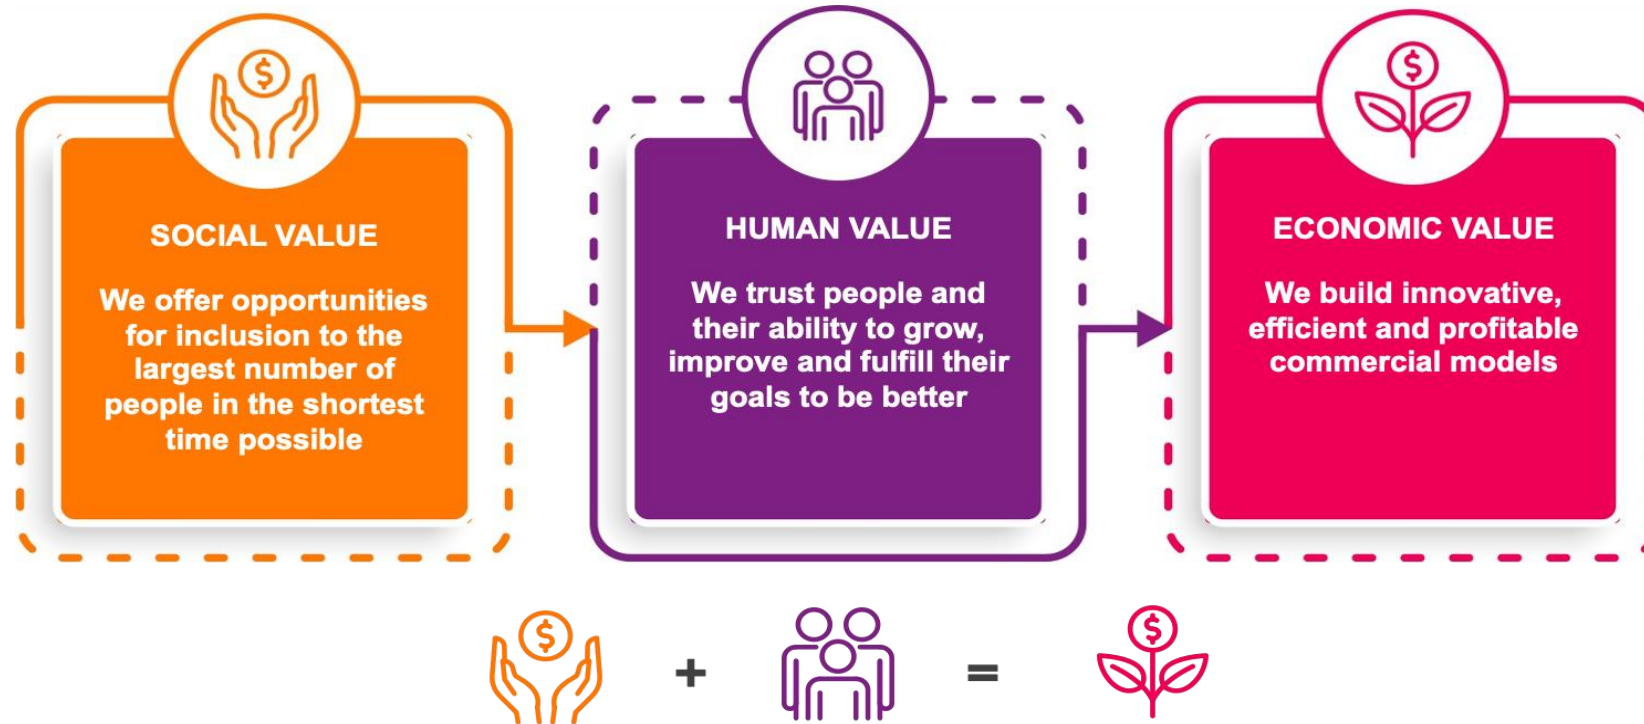 $
SOCIAL VALUE
We offer opportunities
for inclusion to the
largest number of
people in the shortest
time possible
$
HUMAN VALUE
We trust people and
their ability to grow,
improve and fulfill their
goals to be better
ECONOMIC VALUE
We build innovative,
efficient and profitable
commercial models
$ + = $